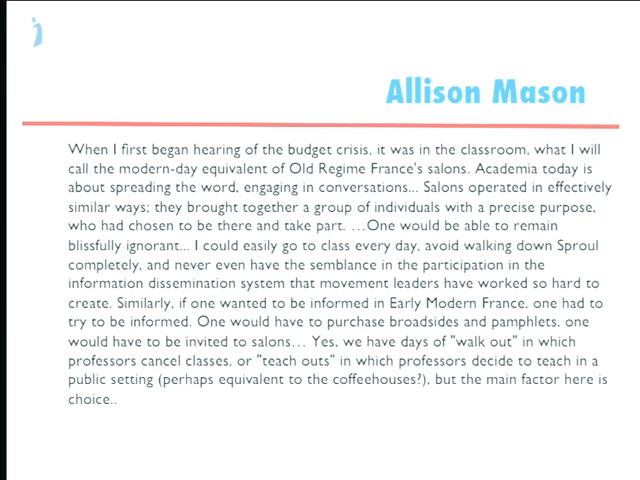 Allison Mason
When I first began hearing of the budget crisis, it was in the classroom, what I will
call the modern-day equivalent of Old Regime France's salons. Academia today is
about spreading the word, engaging in conversations... Salons operated in effectively
similar ways; they brought together a group of individuals with a precise purpose,
who had chosen to be there and take part. …One would be able to remain
blissfully ignorant... I could easily go to class every day, avoid walking down Sproul
completely, and never even have the semblance in the participation in the
information dissemination system that movement leaders have worked so hard to
create. Similarly, if one wanted to be informed in Early Modern France, one had to
try to be informed. One would have to purchase broadsides and pamphlets, one
would have to be invited to salons… Yes, we have days of "walk out" in which
professors cancel classes, or "teach outs" in which professors decide to teach in a
public setting (perhaps equivalent to the coffeehouses?), but the main factor here is
choice..